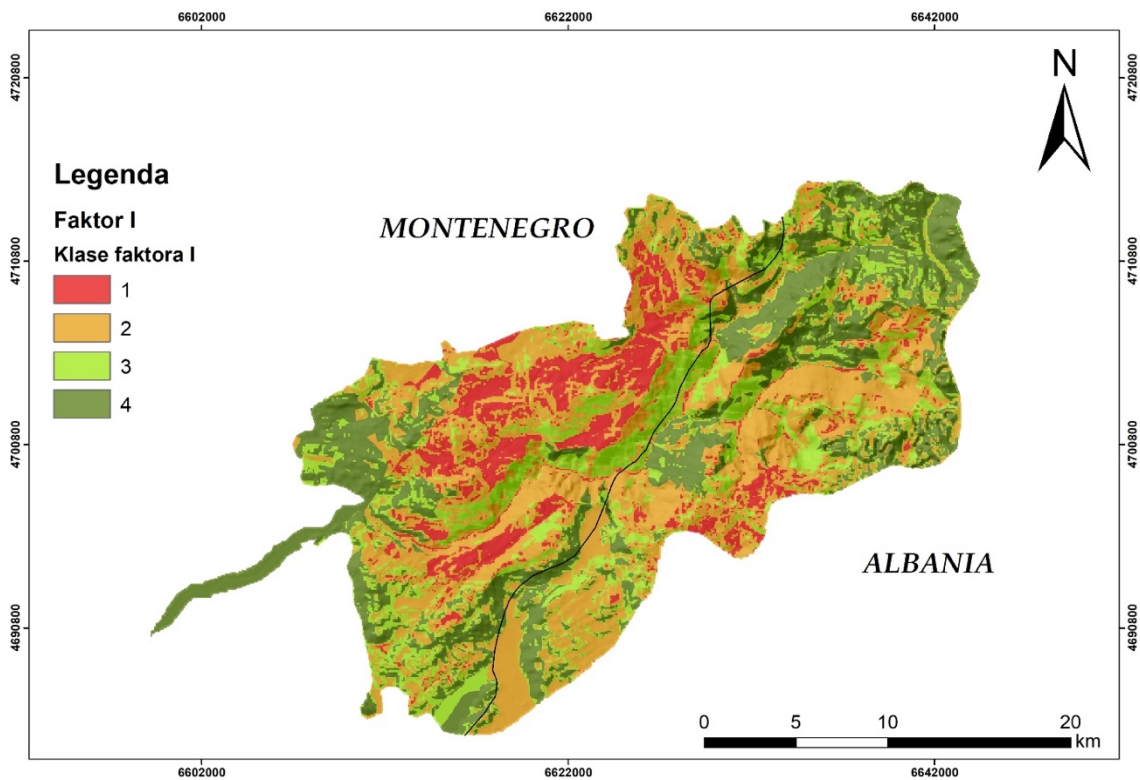 6602000 6622000 6642000
4720800 4720800
N
Legenda
Faktor I
Klase faktora I
1
2
3
4
MONTENEGRO
4710800 4710800
4700800 4700800
ALBANIA
4690800 4690800
0 5 10 20
km
6602000 6622000 6642000